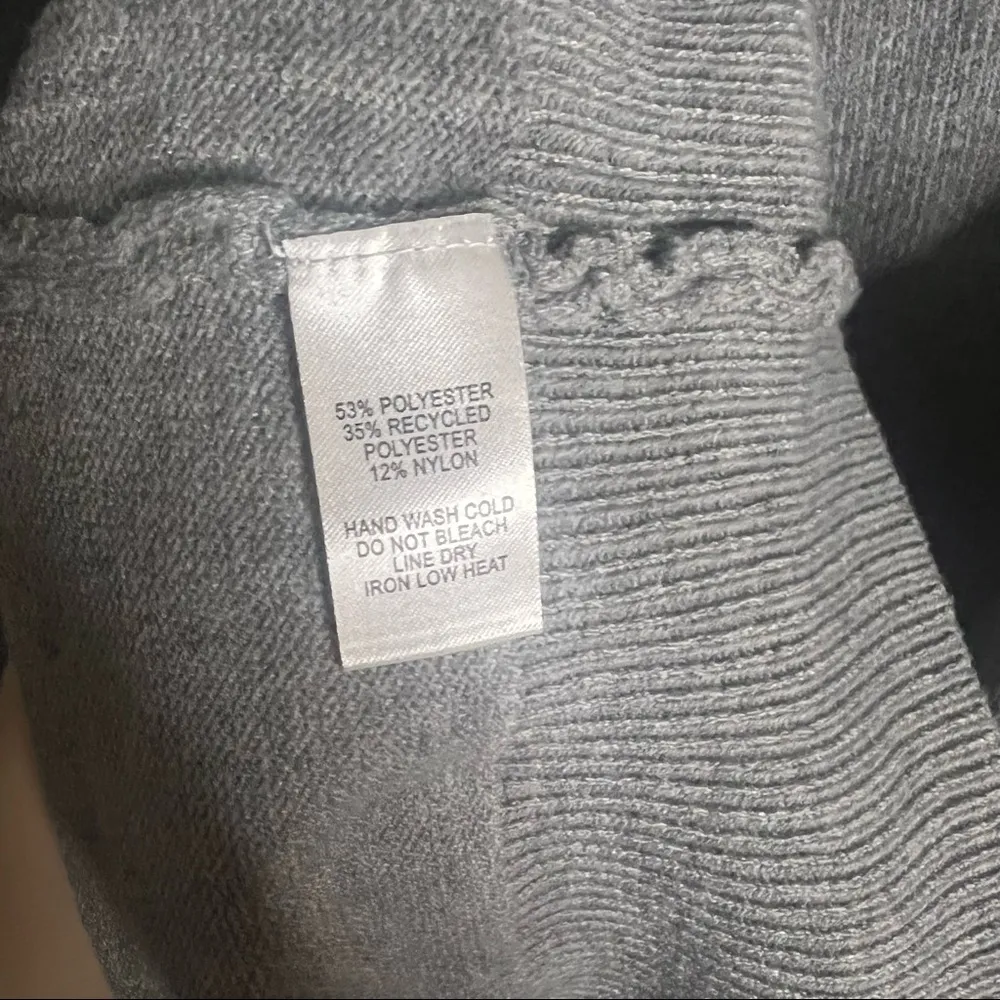 53% POLYESTER
35% RECYCLED
POLYESTER
12% NYLON
HAND WASH COLD
DO NOT BLEACH
LINE DRY
IRON LOW HEAT